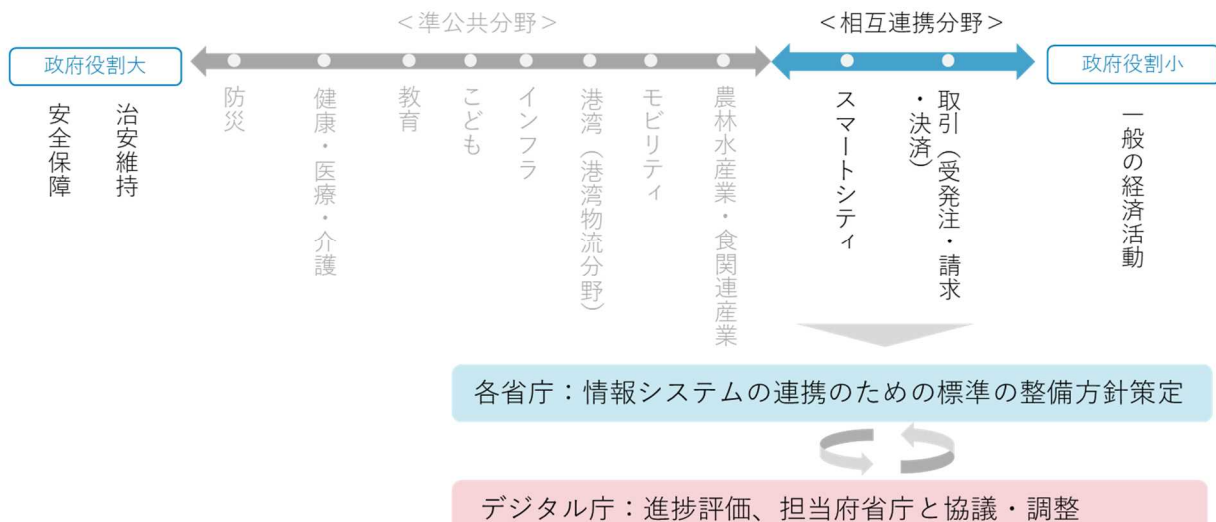 ＜準公共分野＞
＜相互連携分野＞
政府役割大
政府役割小
安全保障
治安維持
防災
健康・医療・介護
教育
こども
インフラ
港湾（港湾物流分野）
モビリティ
農林水産業・食関連産業
スマートシティ
取引（受発注・請求
・決済）
一般の経済活動
各省庁：情報システムの連携のための標準の整備方針策定
デジタル庁：進捗評価、担当府省庁と協議・調整